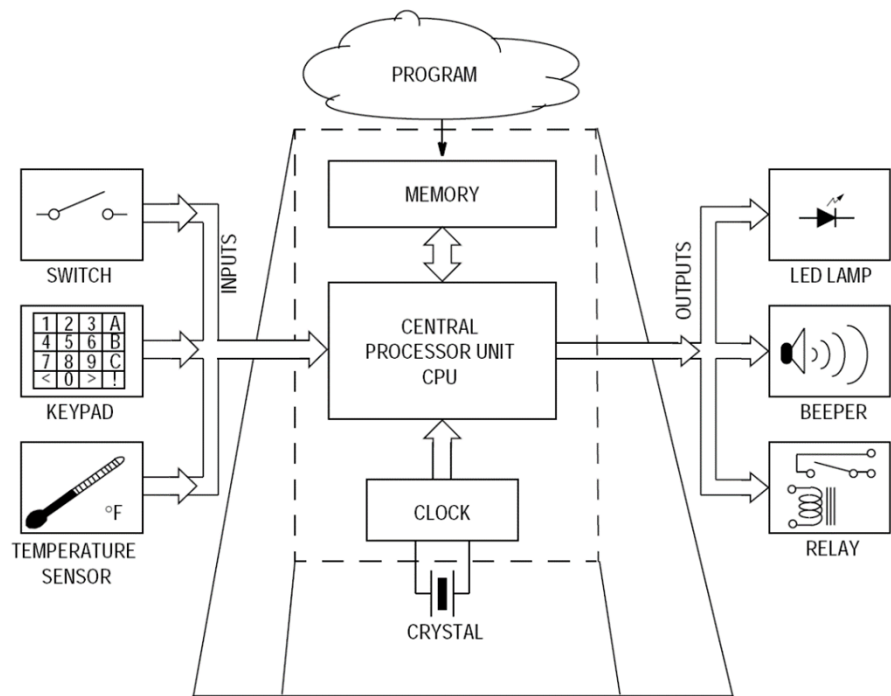 PROGRAM
MEMORY
SWITCH
INPUTS
OUTPUTS
LED LAMP
1 2 3 A
4 5 6 B
7 8 9 C
< 0 > !
KEYPAD
CENTRAL
PROCESSOR UNIT
CPU
BEEPER
°F
TEMPERATURE
SENSOR
CLOCK
CRYSTAL
RELAY